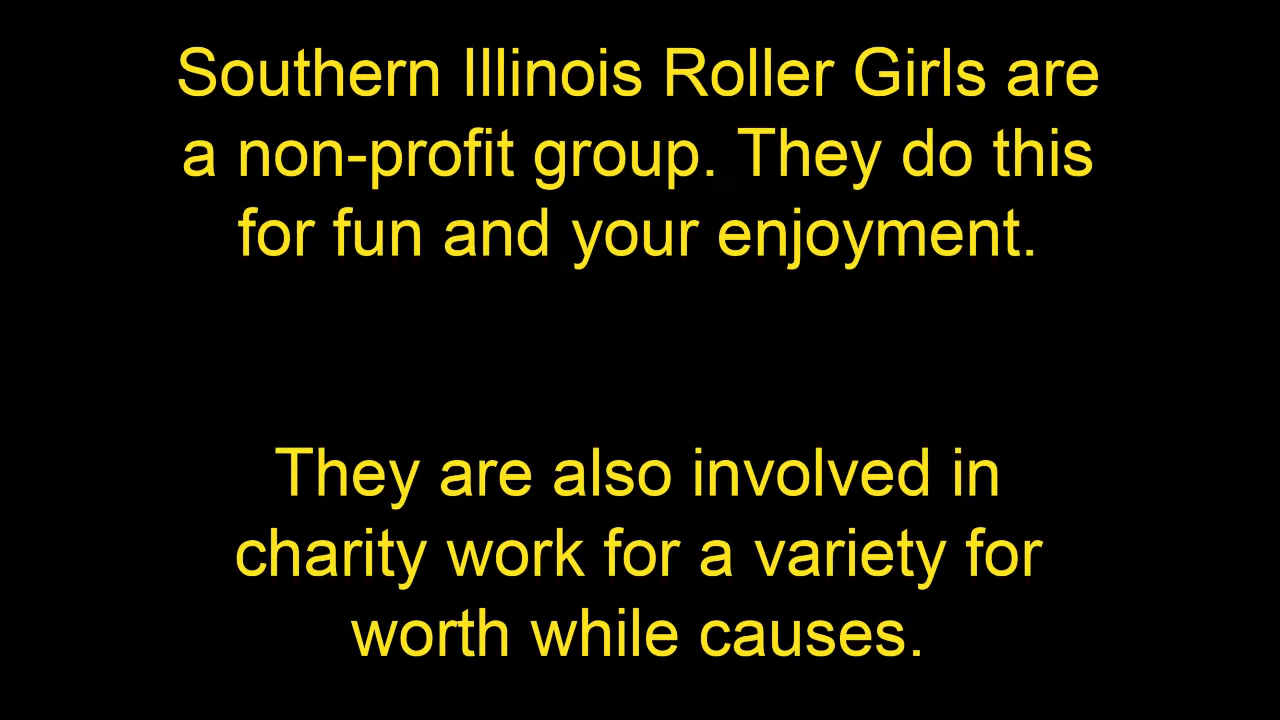 Southern Illinois Roller Girls are
a non-profit group. They do this
for fun and your enjoyment.
They are also involved in
charity work for a variety for
worth while causes.